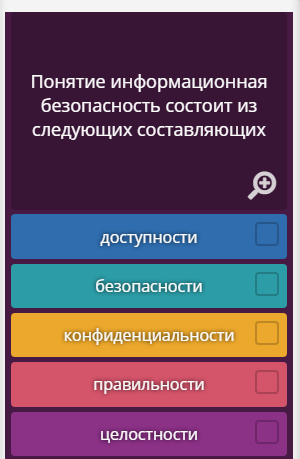 Понятие информационная
безопасность состоит из
следующих составляющих
доступности
безопасности
конфиденциальности
правильности
целостности